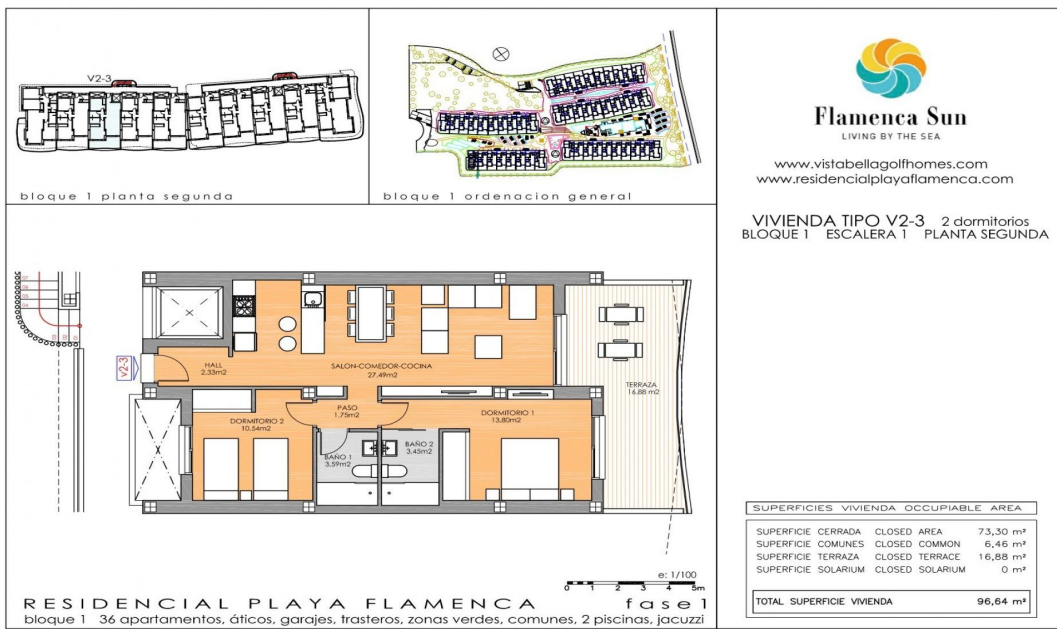 V2-3
bloque 1 planta segunda
bloque 1 ordenacion general
Flamenca Sun
LIVING BY THE SEA
www.vistabellagolfhomes.com
www.residencialplayaflamenca.com
VIVIENDA TIPO V2-3 2 dormitorios
BLOQUE 1 ESCALERA 1 PLANTA SEGUNDA
V2-3
HALL
2,33m2
SALON-COMEDOR-COCINA
27,49m2
TERRAZA
16,88 m2
PASO
1,75m2
DORMITORIO 2
10,54m2
DORMITORIO 1
13,80m2
BAÑO 1
3,59m2
BAÑO 2
3,45m2
SUPERFICIES VIVIENDA OCCUPIABLE AREA
SUPERFICIE CERRADA CLOSED AREA 73,30 m²
SUPERFICIE COMUNES CLOSED COMMON 6,46 m²
SUPERFICIE TERRAZA CLOSED TERRACE 16,88 m²
SUPERFICIE SOLARIUM CLOSED SOLARIUM 0 m²
TOTAL SUPERFICIE VIVIENDA 96,64 m²
e: 1/100
0 1 2 3 4 5m
RESIDENCIAL PLAYA FLAMENCA fase1
bloque 1 36 apartamentos, áticos, garajes, trasteros, zonas verdes, comunes, 2 piscinas, jacuzzi